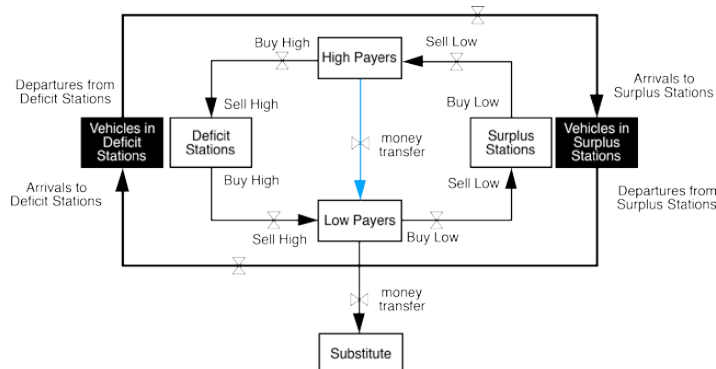 Buy High
Sell Low
High Payers
Departures from
Deficit Stations
Arrivals to
Surplus Stations
Sell High
Buy Low
Vehicles in
Deficit
Stations
Deficit
Stations
money
transfer
Surplus
Stations
Vehicles in
Surplus
Stations
Arrivals to
Deficit Stations
Buy High
Sell Low
Departures from
Surplus Stations
Low Payers
Sell High
Buy Low
money
transfer
Substitute